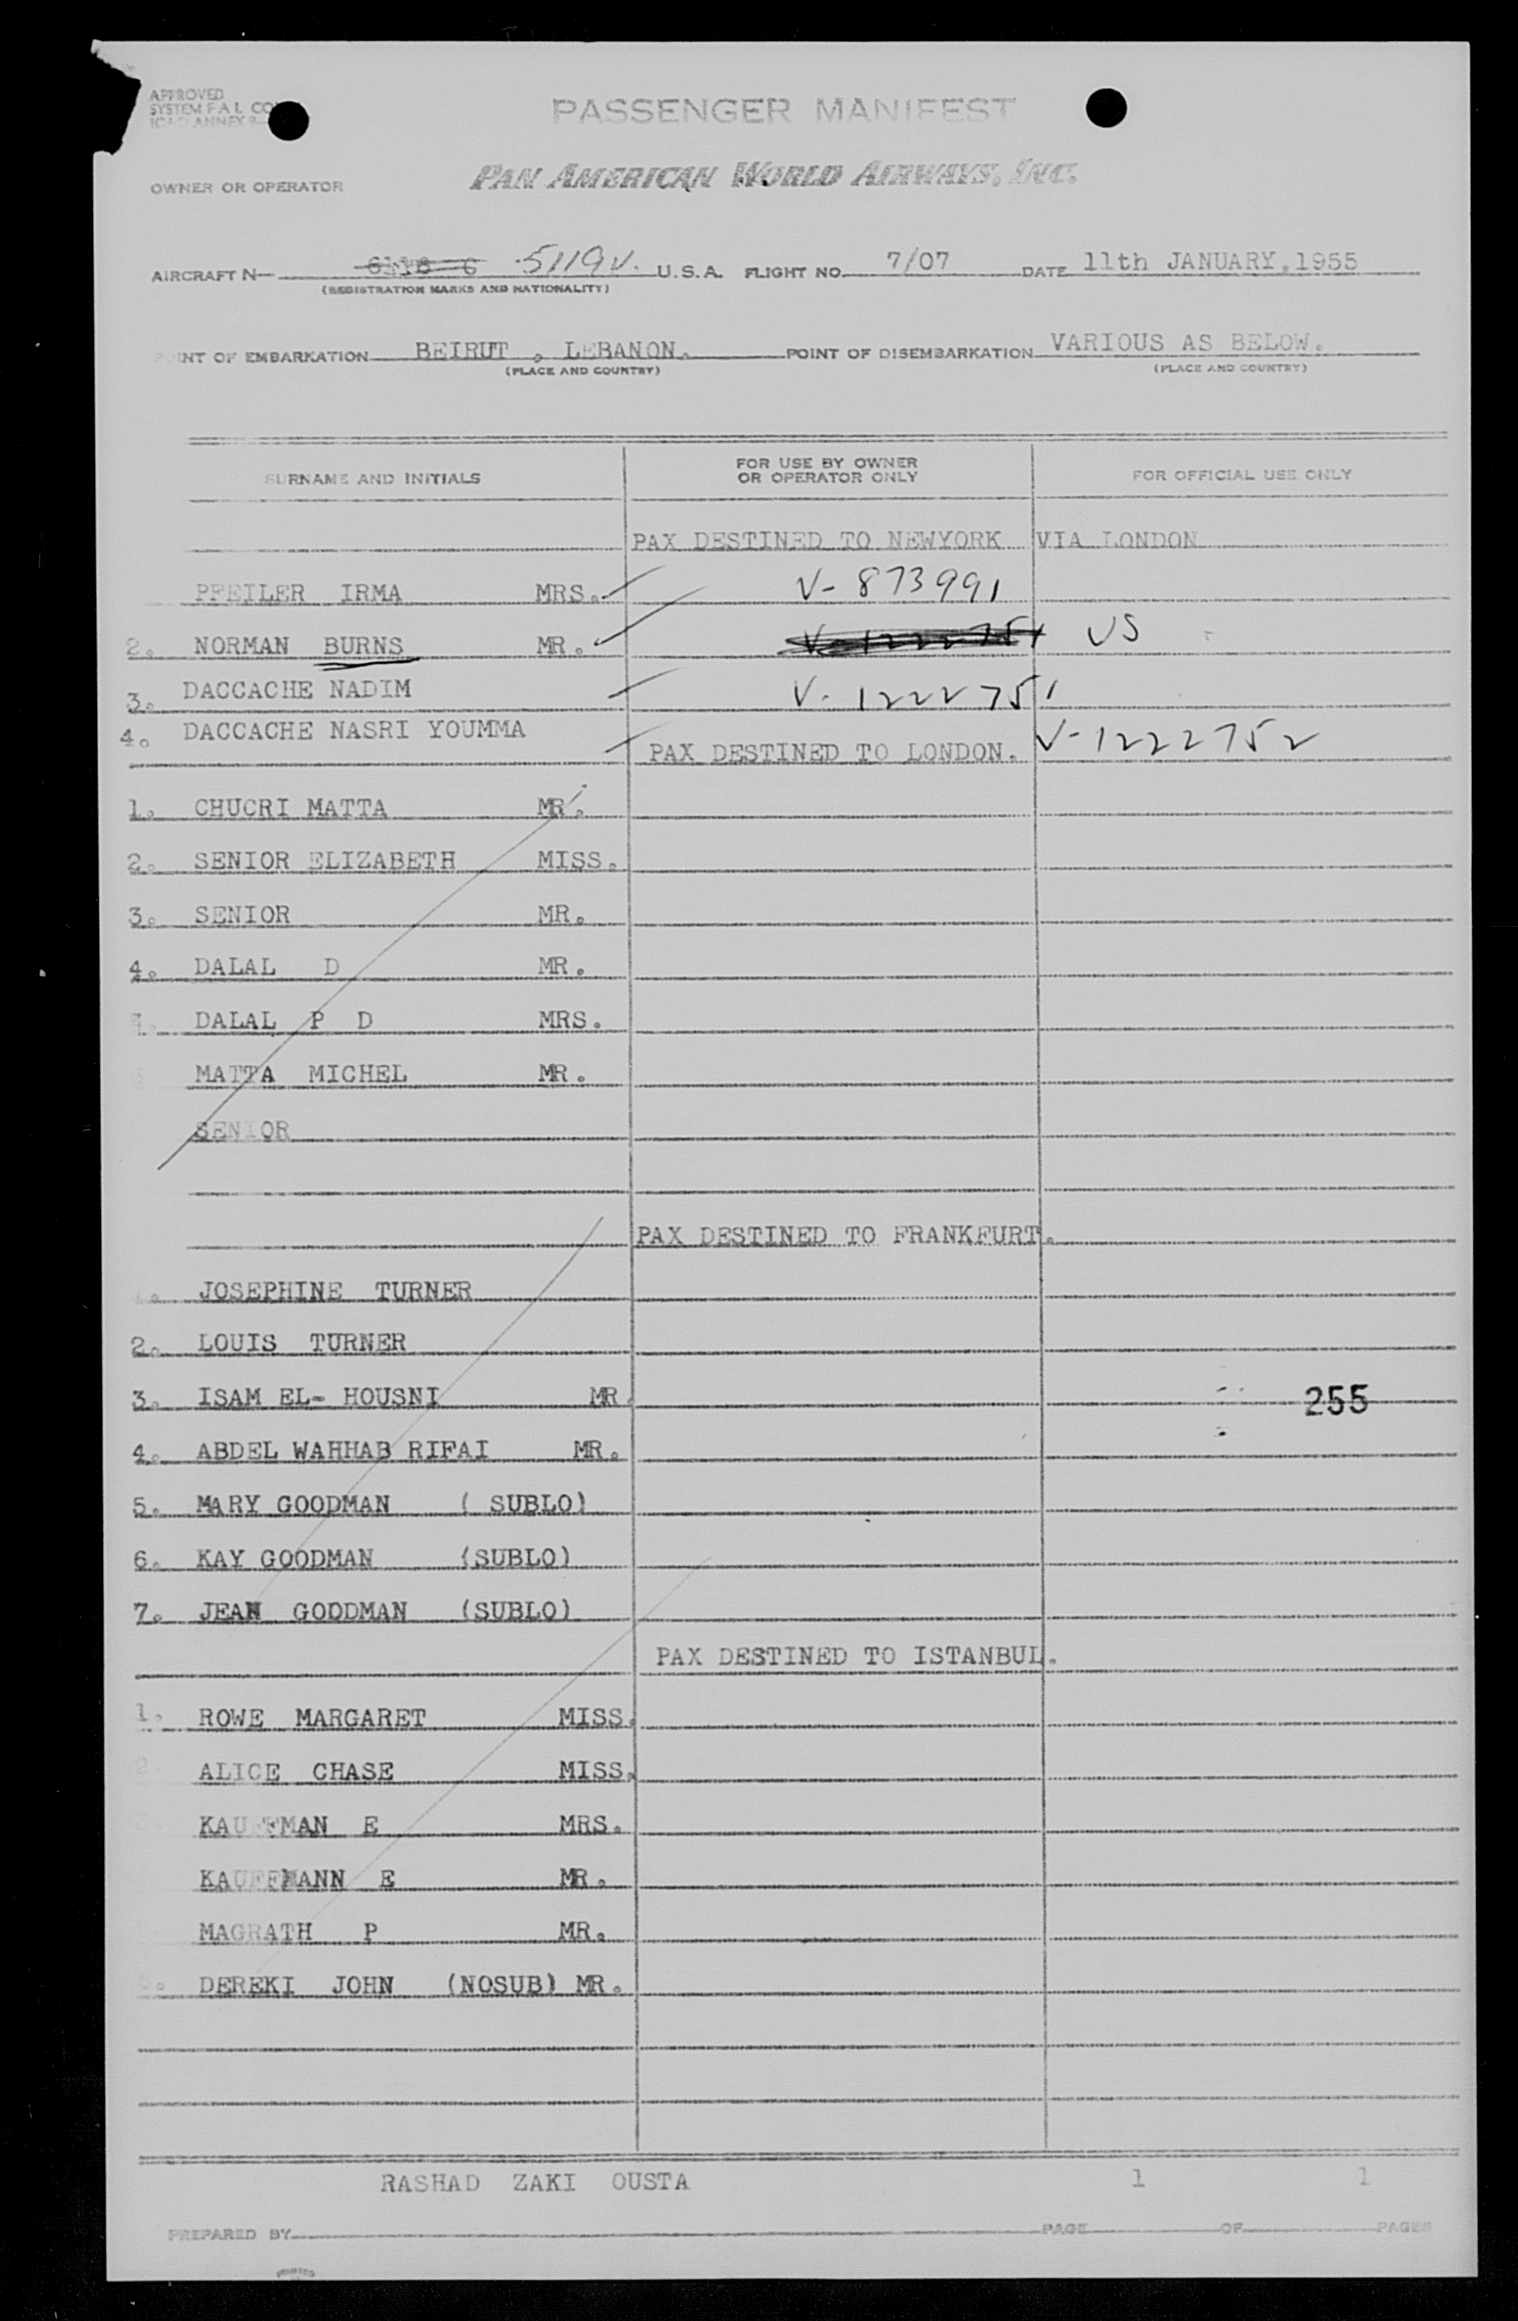 APPROVED
SYSTEM F A L
ANNEX 9
PASSENGER MANIFEST
OWNER OR OPERATOR PAN AMERICAN WORLD AIRWAYS, INC.
AIRCRAFT N 5119V. U.S.A. FLIGHT NO. 7/07 DATE 11th JANUARY.1955
(REGISTRATION MARKS AND NATIONALITY)
POINT OF EMBARKATION BEIRUT , LEBANON. POINT OF DISEMBARKATION VARIOUS AS BELOW.
(PLACE AND COUNTRY) (PLACE AND COUNTRY)
SURNAME AND INITIALS FOR USE BY OWNER OR OPERATOR ONLY FOR OFFICIAL USE ONLY
PAX DESTINED TO NEWYORK VIA LONDON
PFEILER IRMA MRS. V-873991
2. NORMAN BURNS MR. V-1222751 US
3. DACCACHE NADIM V-1222751
4. DACCACHE NASRI YOUMMA V-1222752
PAX DESTINED TO LONDON.
1. CHUCRI MATTA MR.
2. SENIOR ELIZABETH MISS.
3. SENIOR MR.
4. DALAL D MR.
DALAL P D MRS.
MATTA MICHEL MR.
SENIOR
PAX DESTINED TO FRANKFURT.
JOSEPHINE TURNER
2. LOUIS TURNER
3. ISAM EL- HOUSNI MR. 255
4. ABDEL WAHHAB RIFAI MR.
5. MARY GOODMAN ( SUBLO)
6. KAY GOODMAN (SUBLO)
7. JEAN GOODMAN (SUBLO)
PAX DESTINED TO ISTANBUL.
1. ROWE MARGARET MISS.
ALICE CHASE MISS.
KAUFFMAN E MRS.
KAUFFMANN E MR.
MAGRATH P MR.
DEREKI JOHN (NOSUB) MR.
RASHAD ZAKI OUSTA 1 1
PREPARED BY PAGE OF PAGES
PRINTED